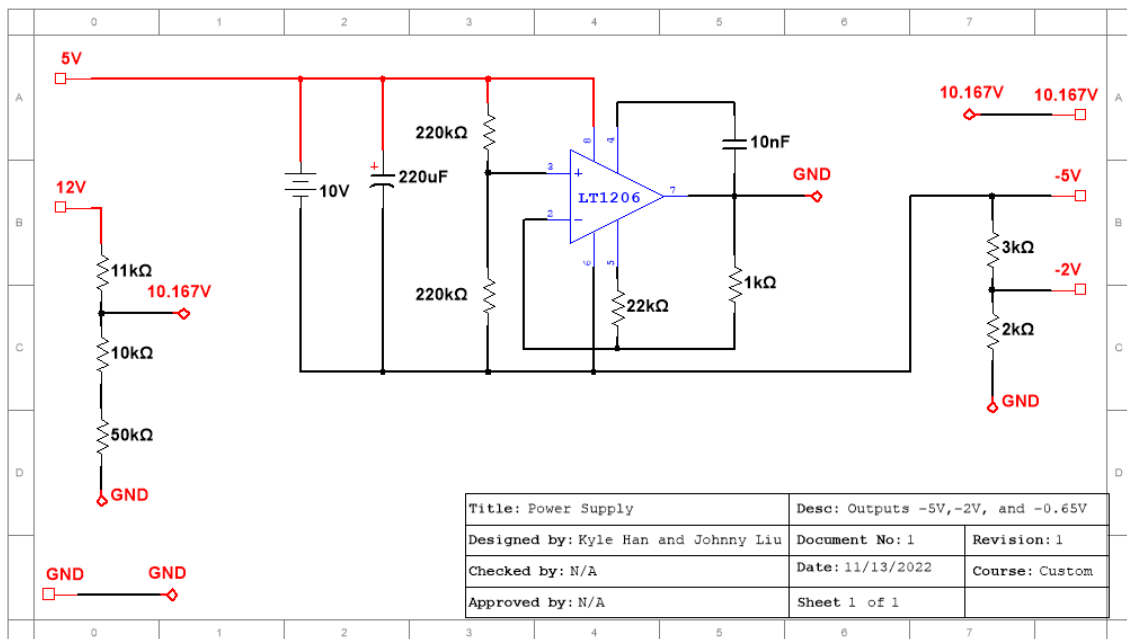 0 1 2 3 4 5 6 7
A
B
C
D
A
B
C
D
5V
12V
11kΩ
10.167V
10kΩ
50kΩ
GND
GND GND
10V
+
220uF
220kΩ
220kΩ
3
+
2
−
8
4
LT1206
7
6
5
22kΩ
10nF
GND
1kΩ
10.167V 10.167V
-5V
3kΩ
-2V
2kΩ
GND
Title: Power Supply Desc: Outputs -5V,-2V, and -0.65V
Designed by: Kyle Han and Johnny Liu Document No: 1 Revision: 1
Checked by: N/A Date: 11/13/2022 Course: Custom
Approved by: N/A Sheet 1 of 1
0 1 2 3 4 5 6 7